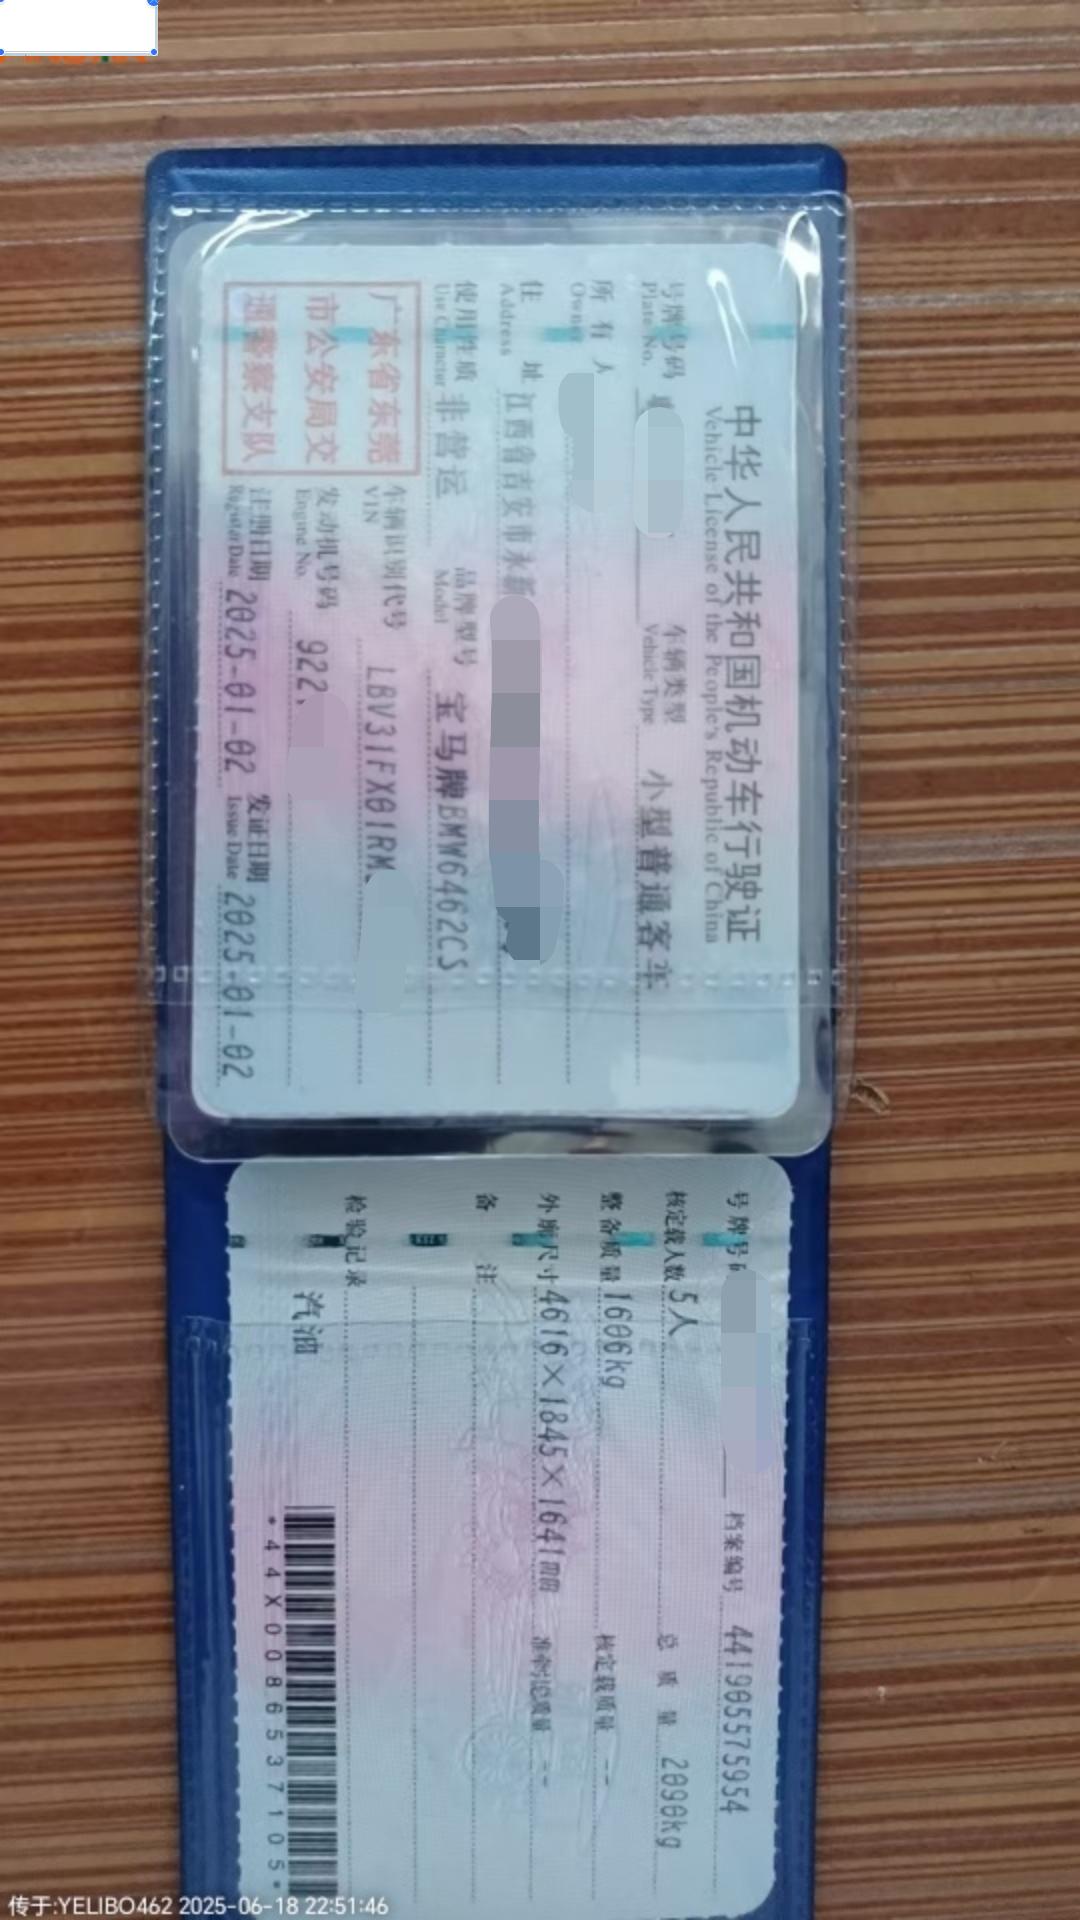 中华人民共和国机动车行驶证
Vehicle License of the People's Republic of China
号牌号码
Plate No.
车辆类型 小型普通客车
Vehicle Type
所有人
Owner
住址 江西省吉安市永新
Address
使用性质 非营运
Use Character
品牌型号 宝马牌BMW6462CS
Model
广东省东莞
市公安局交
通警察支队
车辆识别代号 LBV31FX01RM
VIN
发动机号码 922
Engine No.
注册日期 2025-01-02
Register Date
发证日期 2025-01-02
Issue Date
号牌号码
档案编号 441905575954
核定载人数 5人
总质量 2090kg
整备质量 1606kg
核定载质量 --
外廓尺寸 4616×1845×1641mm
准牵引总质量 --
备注
检验记录
汽油
*44X0086537105*
传于:YELIBO462 2025-06-18 22:51:46